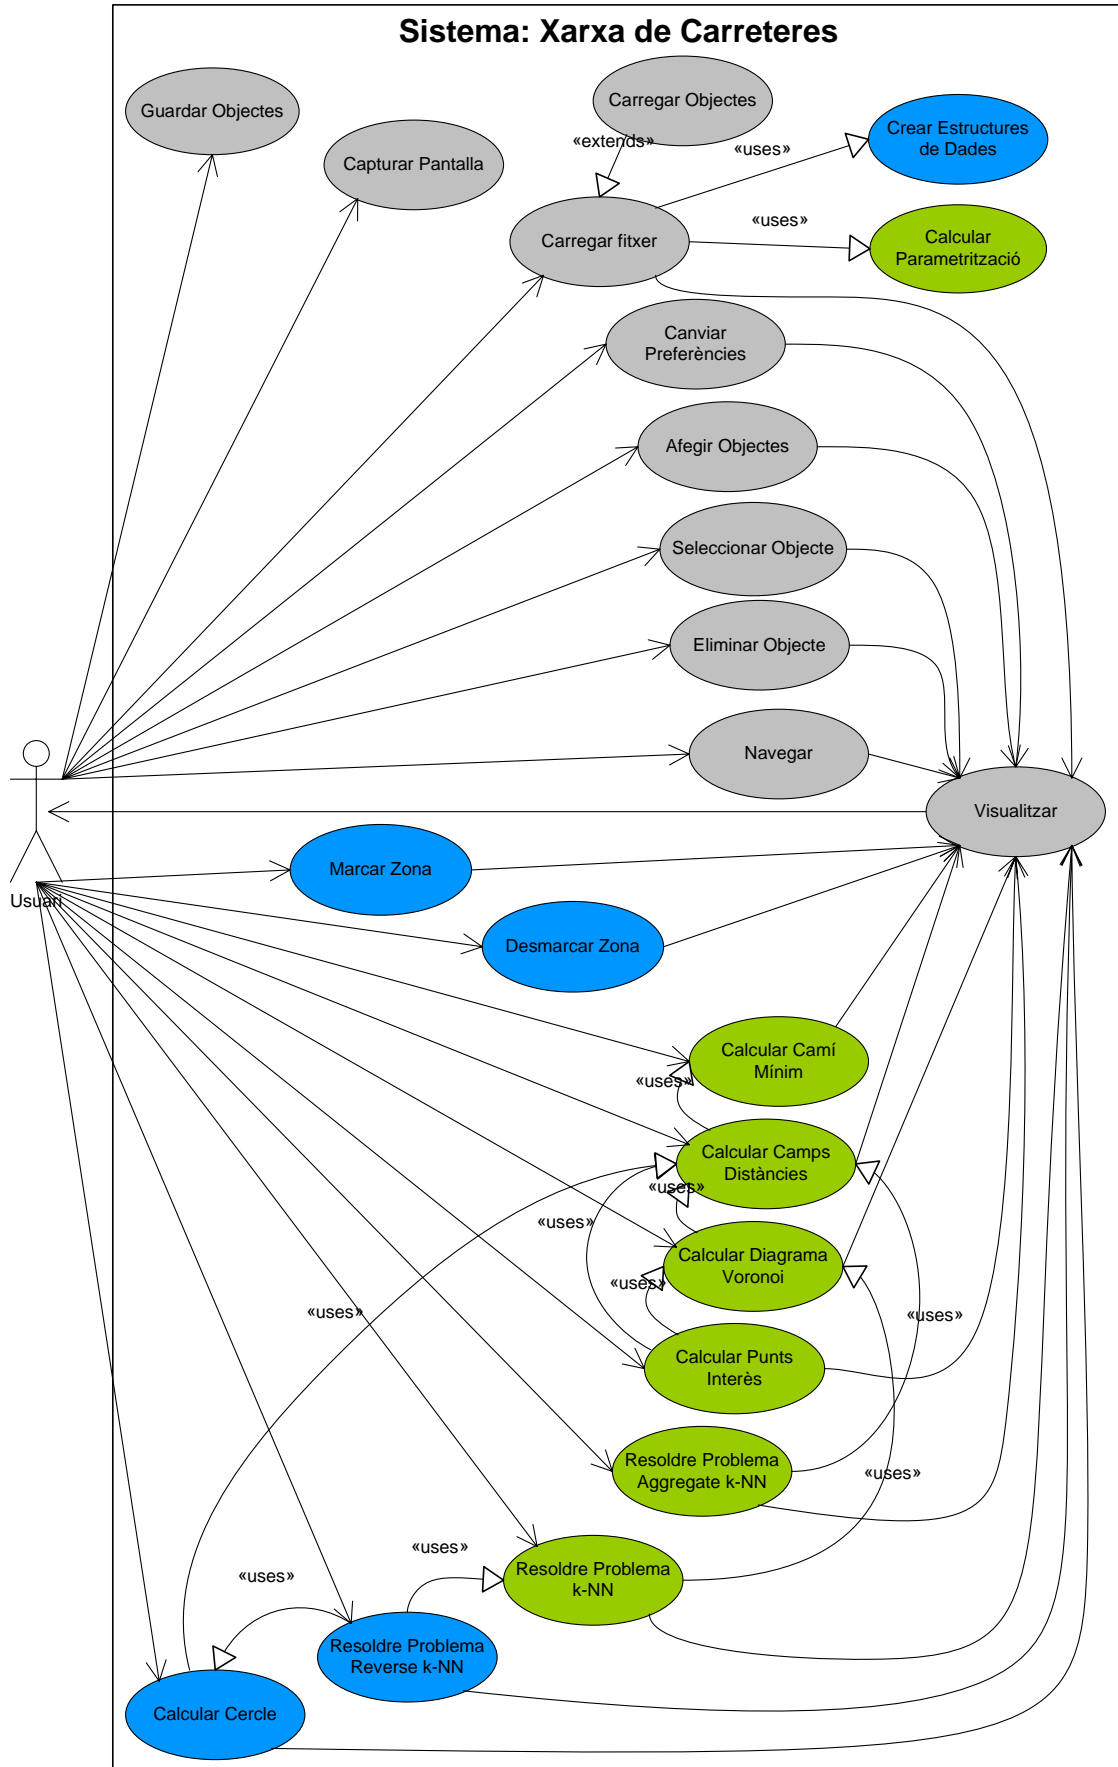 Sistema: Xarxa de Carreteres
Guardar Objectes
Carregar Objectes
Capturar Pantalla
«extends»
«uses»
Crear Estructures
de Dades
Carregar fitxer
«uses»
Calcular
Parametrització
Canviar
Preferències
Afegir Objectes
Seleccionar Objecte
Eliminar Objecte
Navegar
Visualitzar
Usuari
Marcar Zona
Desmarcar Zona
Calcular Camí
Mínim
«uses»
Calcular Camps
Distàncies
«uses»
«uses»
Calcular Diagrama
Voronoi
«uses»
«uses»
«uses»
Calcular Punts
Interès
Resoldre Problema
Aggregate k-NN
«uses»
«uses»
Resoldre Problema
k-NN
«uses»
Resoldre Problema
Reverse k-NN
Calcular Cercle